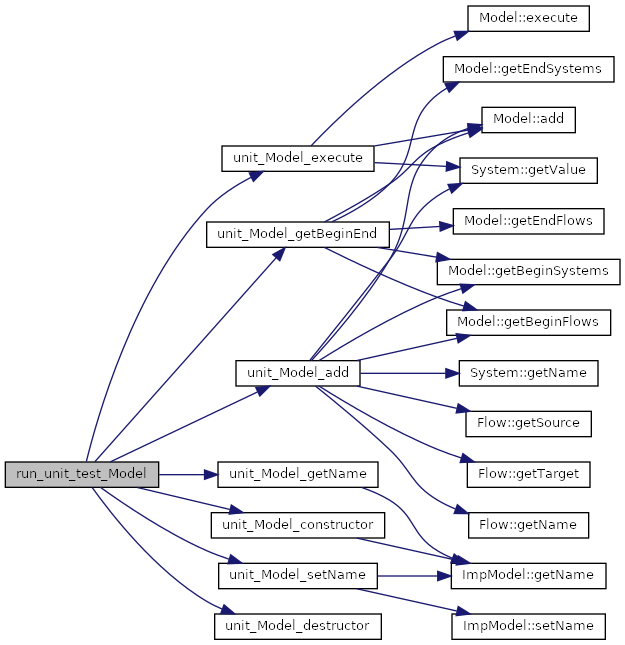 Model::execute
Model::getEndSystems
Model::add
unit_Model_execute
System::getValue
Model::getEndFlows
unit_Model_getBeginEnd
Model::getBeginSystems
Model::getBeginFlows
unit_Model_add
System::getName
Flow::getSource
run_unit_test_Model
unit_Model_getName
Flow::getTarget
unit_Model_constructor
Flow::getName
unit_Model_setName
ImpModel::getName
unit_Model_destructor
ImpModel::setName